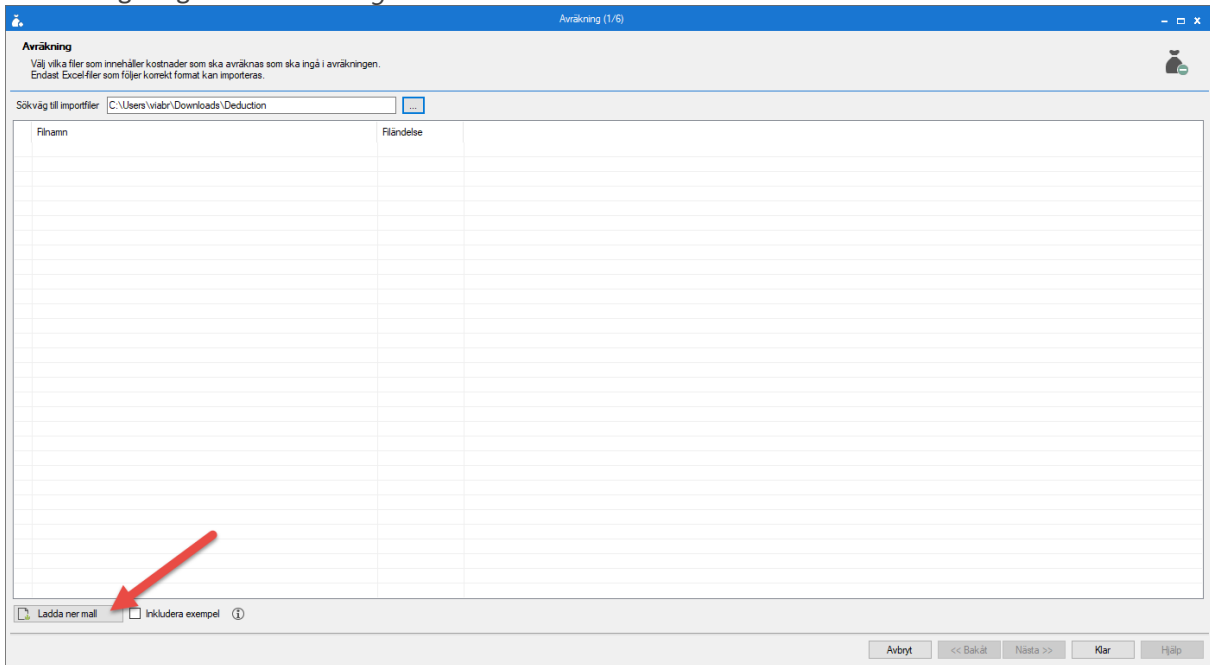 Avräkning (1/6)
Avräkning
Välj vilka filer som innehåller kostnader som ska avräknas som ska ingå i avräkningen.
Endast Excel-filer som följer korrekt format kan importeras.
Sökväg till importfiler C:\Users\viabr\Downloads\Deduction ...
Filnamn Filändelse
Ladda ner mall Inkludera exempel
Avbryt << Bakåt Nästa >> Klar Hjälp